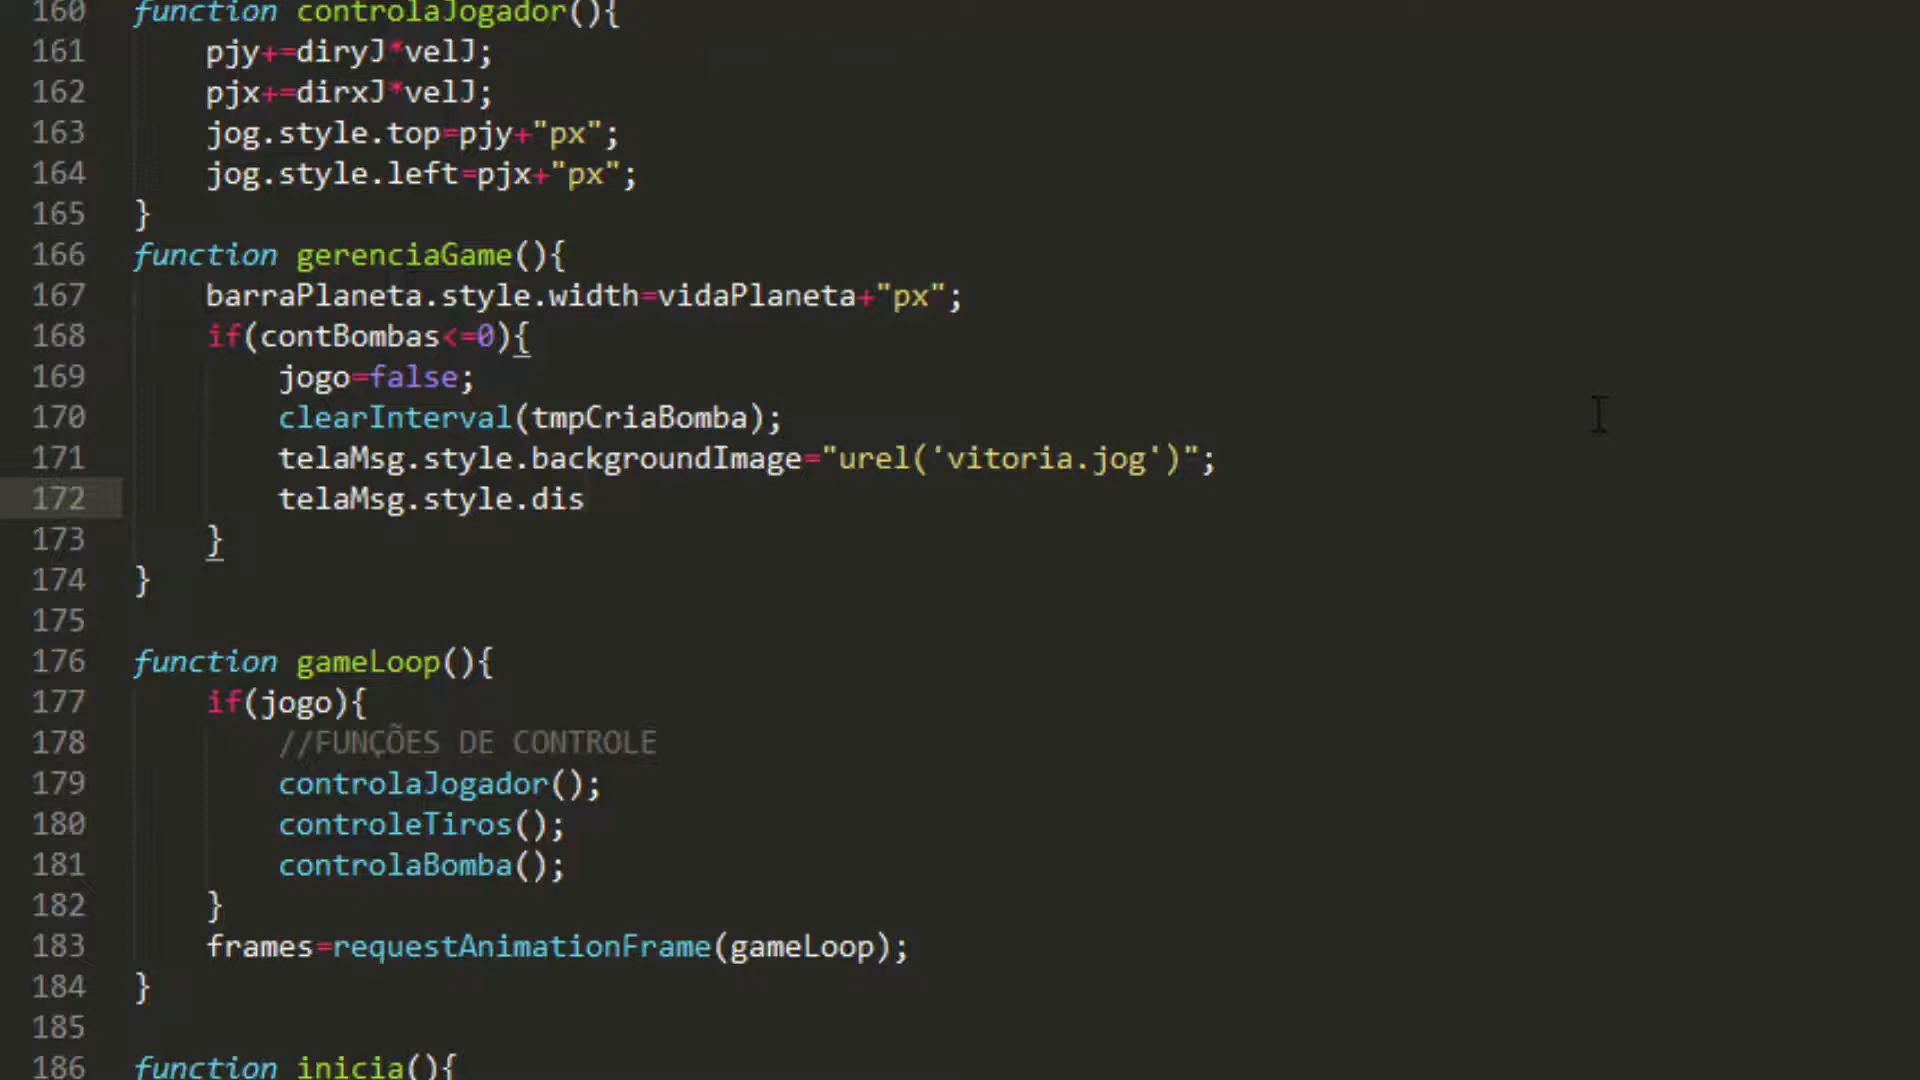 160 function controlaJogador(){
161 pjy+=diryJ*velJ;
162 pjx+=dirxJ*velJ;
163 jog.style.top=pjy+"px";
164 jog.style.left=pjx+"px";
165 }
166 function gerenciaGame(){
167 barraPlaneta.style.width=vidaPlaneta+"px";
168 if(contBombas<=0){
169 jogo=false;
170 clearInterval(tmpCriaBomba);
171 telaMsg.style.backgroundImage="urel('vitoria.jog')";
172 telaMsg.style.dis
173 }
174 }
175
176 function gameLoop(){
177 if(jogo){
178 //FUNÇÕES DE CONTROLE
179 controlaJogador();
180 controleTiros();
181 controlaBomba();
182 }
183 frames=requestAnimationFrame(gameLoop);
184 }
185
186 function inicia(){